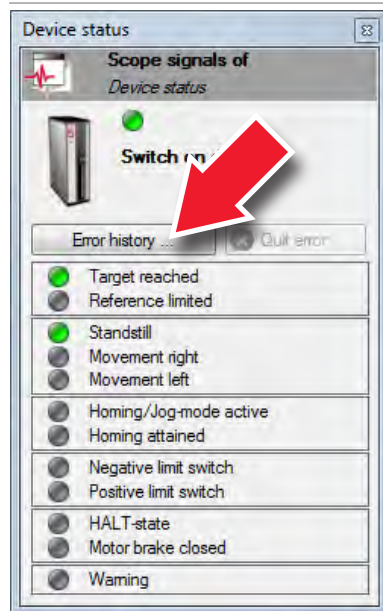 Device status
Scope signals of
Device status
Switch on
Error history ...
Quit error
Target reached
Reference limited
Standstill
Movement right
Movement left
Homing/Jog-mode active
Homing attained
Negative limit switch
Positive limit switch
HALT-state
Motor brake closed
Warning